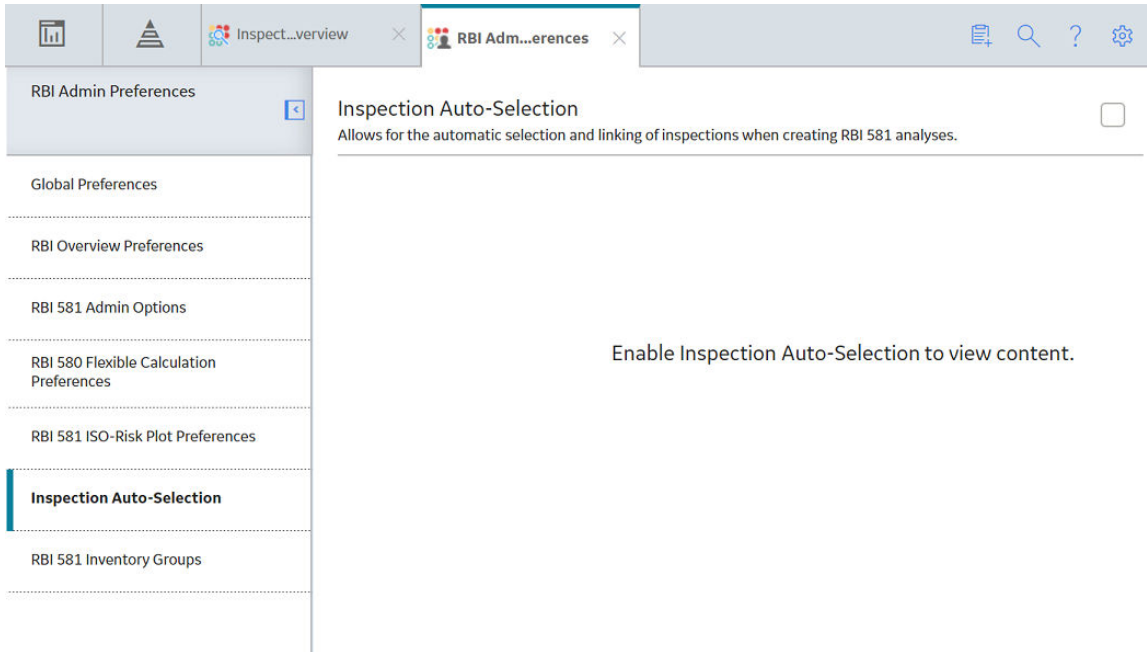 Inspect...verview
RBI Adm...erences
RBI Admin Preferences
Global Preferences
RBI Overview Preferences
RBI 581 Admin Options
RBI 580 Flexible Calculation
Preferences
RBI 581 ISO-Risk Plot Preferences
Inspection Auto-Selection
RBI 581 Inventory Groups
Inspection Auto-Selection
Allows for the automatic selection and linking of inspections when creating RBI 581 analyses.
Enable Inspection Auto-Selection to view content.